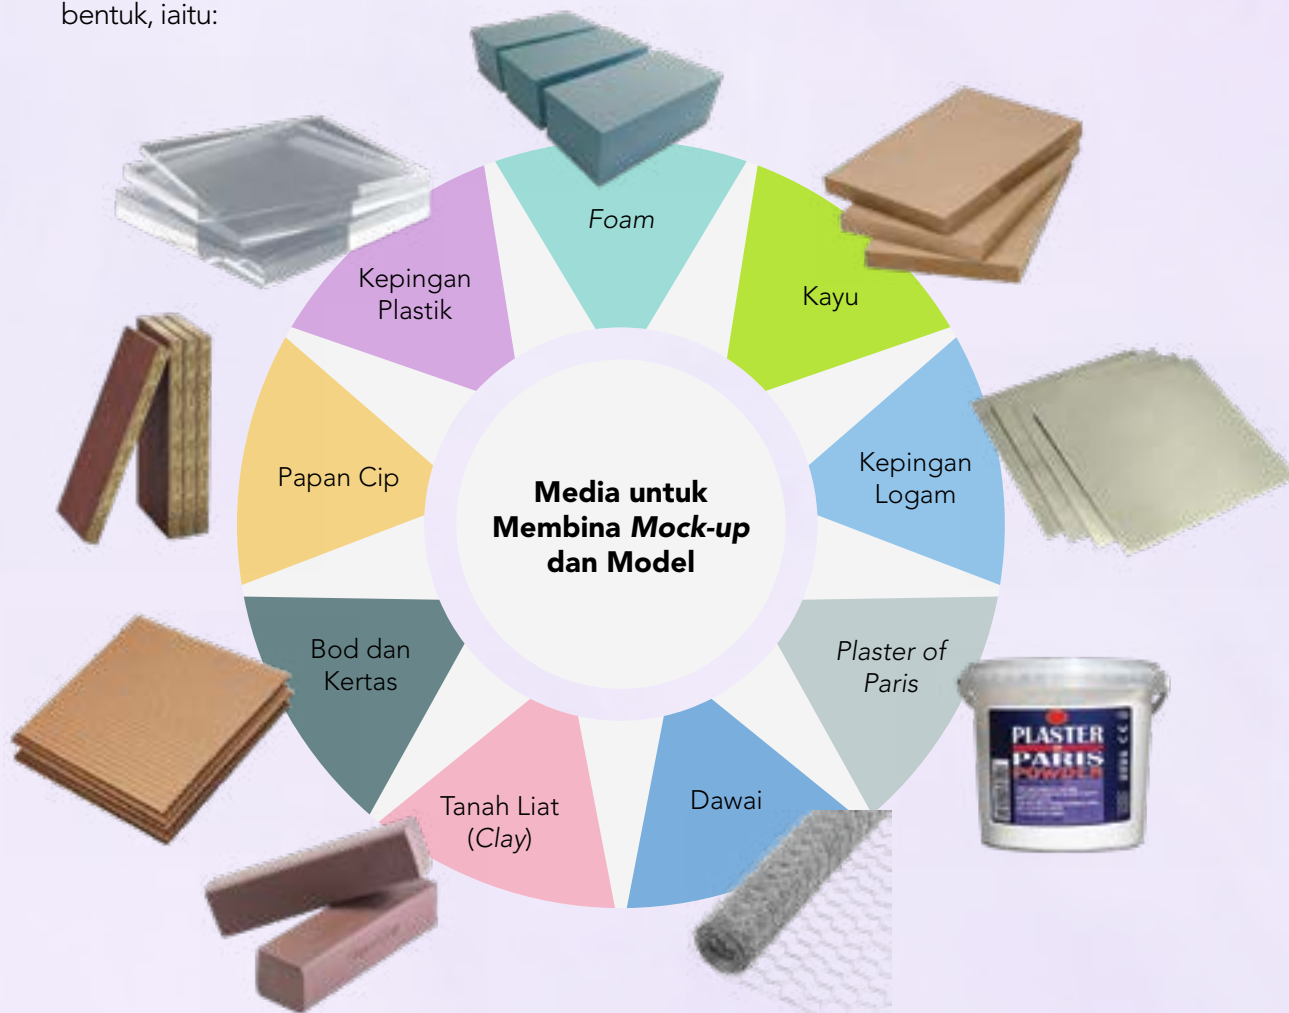 bentuk, iaitu:
Foam
Kayu
Kepingan
Plastik
Kepingan
Logam
Papan Cip
Media untuk
Membina Mock-up
dan Model
Bod dan
Kertas
Plaster of
Paris
Tanah Liat
(Clay)
Dawai
PLASTER
PARIS
POWDER